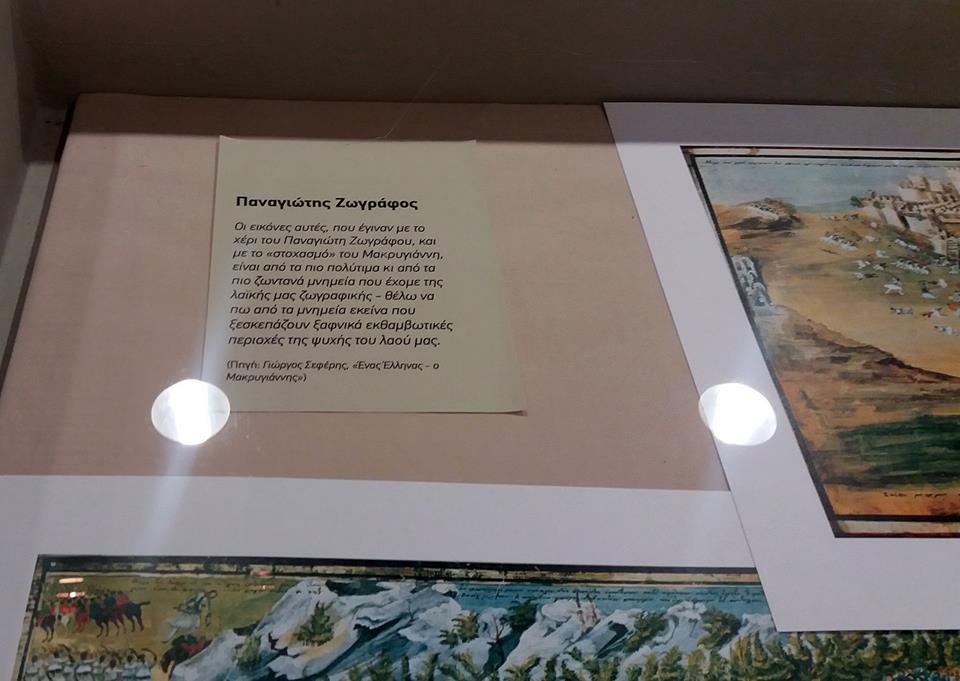 Παναγιώτης Ζωγράφος
Οι εικόνες αυτές, που έγιναν με το
χέρι του Παναγιώτη Ζωγράφου, και
με το «στοχασμό» του Μακρυγιάννη,
είναι από τα πιο πολύτιμα κι από τα
πιο ζωντανά μνημεία που έχομε της
λαϊκής μας ζωγραφικής – θέλω να
πω από τα μνημεία εκείνα που
ξεσκεπάζουν ξαφνικά εκθαμβωτικές
περιοχές της ψυχής του λαού μας.
(Πηγή: Γιώργος Σεφέρης, «Ένας Έλληνας – ο
Μακρυγιάννης»)